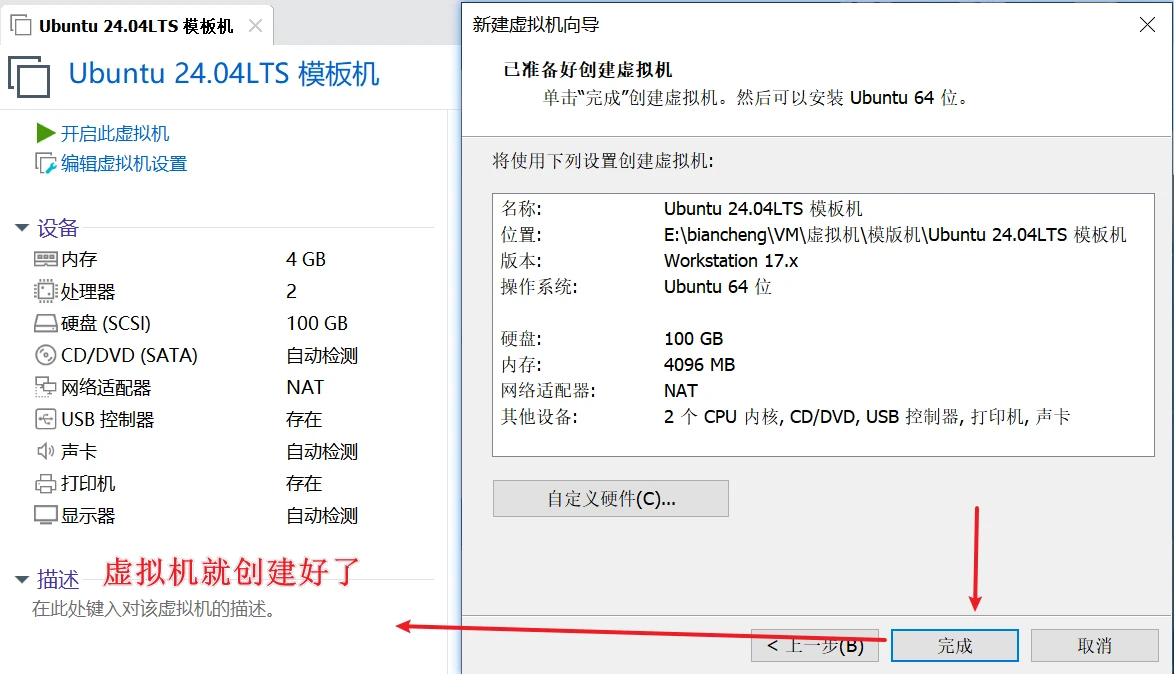 Ubuntu 24.04LTS 模板机
Ubuntu 24.04LTS 模板机
开启此虚拟机
编辑虚拟机设置
设备
内存 4 GB
处理器 2
硬盘 (SCSI) 100 GB
CD/DVD (SATA) 自动检测
网络适配器 NAT
USB 控制器 存在
声卡 自动检测
打印机 存在
显示器 自动检测
描述 虚拟机就创建好了
在此处键入对该虚拟机的描述。
新建虚拟机向导
已准备好创建虚拟机
单击“完成”创建虚拟机。然后可以安装 Ubuntu 64 位。
将使用下列设置创建虚拟机:
名称: Ubuntu 24.04LTS 模板机
位置: E:\biancheng\VM\虚拟机\模版机\Ubuntu 24.04LTS 模板机
版本: Workstation 17.x
操作系统: Ubuntu 64 位
硬盘: 100 GB
内存: 4096 MB
网络适配器: NAT
其他设备: 2 个 CPU 内核, CD/DVD, USB 控制器, 打印机, 声卡
自定义硬件(C)...
< 上一步(B) 完成 取消